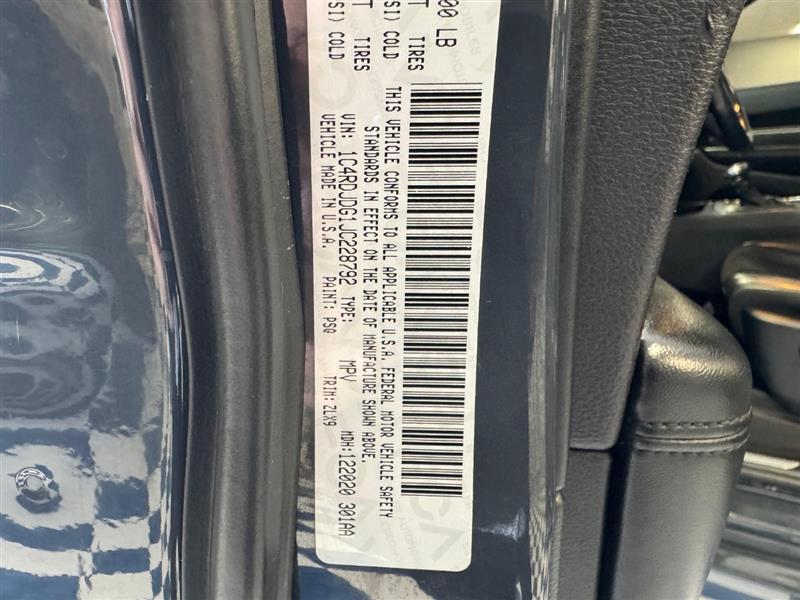 00 LB
T TIRES
SI) COLD
T TIRES
SI) COLD
THIS VEHICLE CONFORMS TO ALL APPLICABLE U.S.A. FEDERAL MOTOR VEHICLE SAFETY
STANDARDS IN EFFECT ON THE DATE OF MANUFACTURE SHOWN ABOVE.
VIN: 1C4RDJDG1JC228792 TYPE: MPV MDH:122020 301AA
VEHICLE MADE IN U.S.A. PAINT: PSQ TRIM: ZLX9